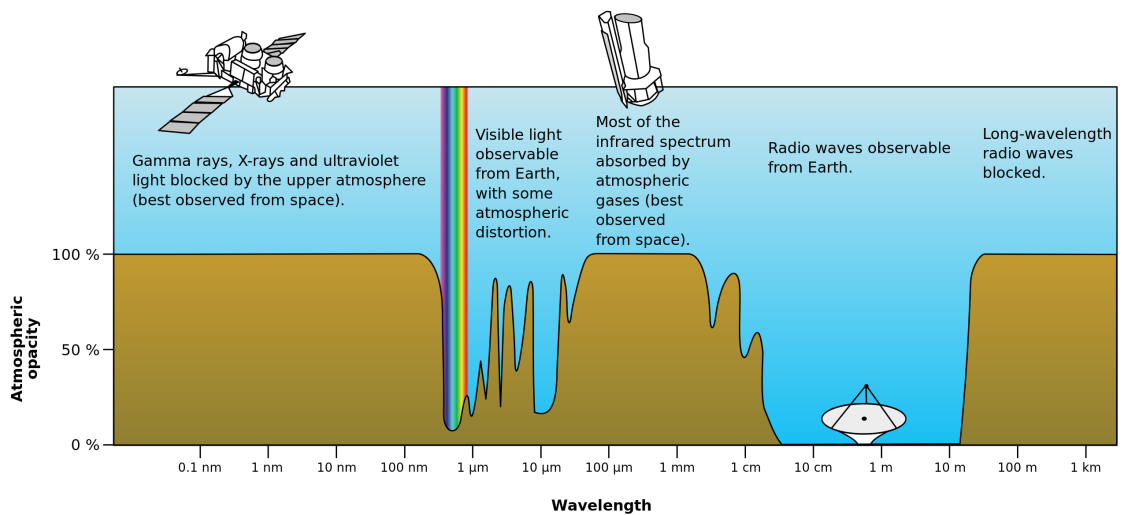 Gamma rays, X-rays and ultraviolet
light blocked by the upper atmosphere
(best observed from space).
Visible light
observable
from Earth,
with some
atmospheric
distortion.
Most of the
infrared spectrum
absorbed by
atmospheric
gases (best
observed
from space).
Radio waves observable
from Earth.
Long-wavelength
radio waves
blocked.
Atmospheric
opacity
100 %
50 %
0 %
0.1 nm
1 nm
10 nm
100 nm
1 μm
10 μm
100 μm
1 mm
1 cm
10 cm
1 m
10 m
100 m
1 km
Wavelength